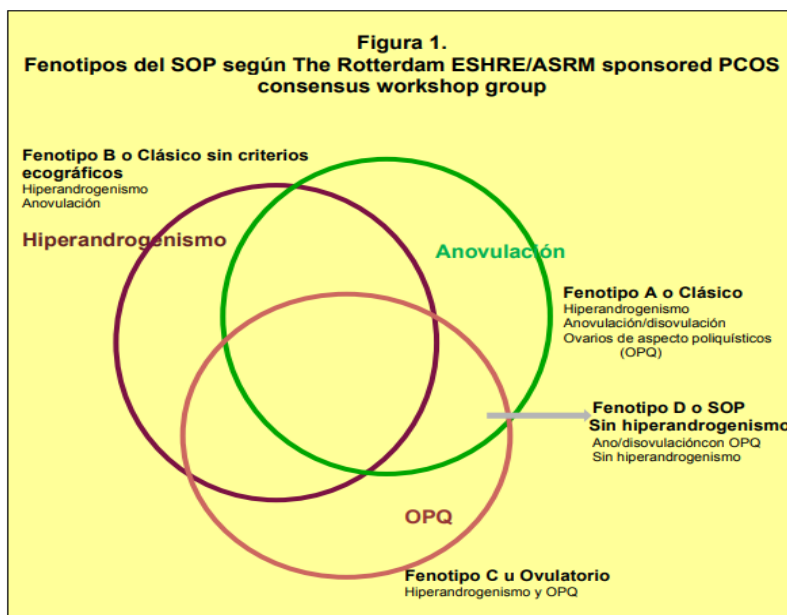 Figura 1.
Fenotipos del SOP según The Rotterdam ESHRE/ASRM sponsored PCOS
consensus workshop group
Fenotipo B o Clásico sin criterios
ecográficos
Hiperandrogenismo
Anovulación
Hiperandrogenismo
Anovulación
Fenotipo A o Clásico
Hiperandrogenismo
Anovulación/disovulación
Ovarios de aspecto poliquísticos
(OPQ)
Fenotipo D o SOP
Sin hiperandrogenismo
Ano/disovulacióncon OPQ
Sin hiperandrogenismo
OPQ
Fenotipo C u Ovulatorio
Hiperandrogenismo y OPQ